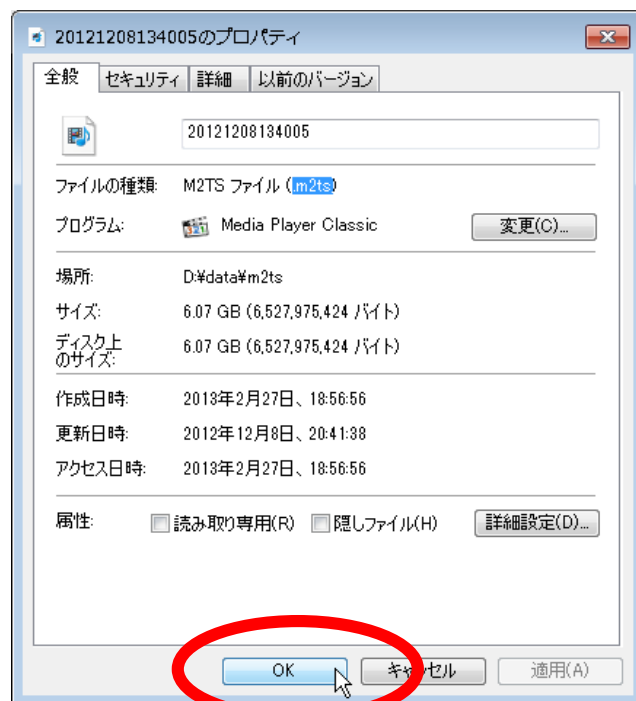 20121208134005のプロパティ
全般 セキュリティ 詳細 以前のバージョン
20121208134005
ファイルの種類: M2TS ファイル (.m2ts)
プログラム: Media Player Classic 変更(C)...
場所: D:¥data¥m2ts
サイズ: 6.07 GB (6,527,975,424 バイト)
ディスク上
のサイズ: 6.07 GB (6,527,975,424 バイト)
作成日時: 2013年2月27日、18:56:56
更新日時: 2012年12月8日、20:41:38
アクセス日時: 2013年2月27日、18:56:56
属性: 読み取り専用(R) 隠しファイル(H) 詳細設定(D)...
OK キャンセル 適用(A)